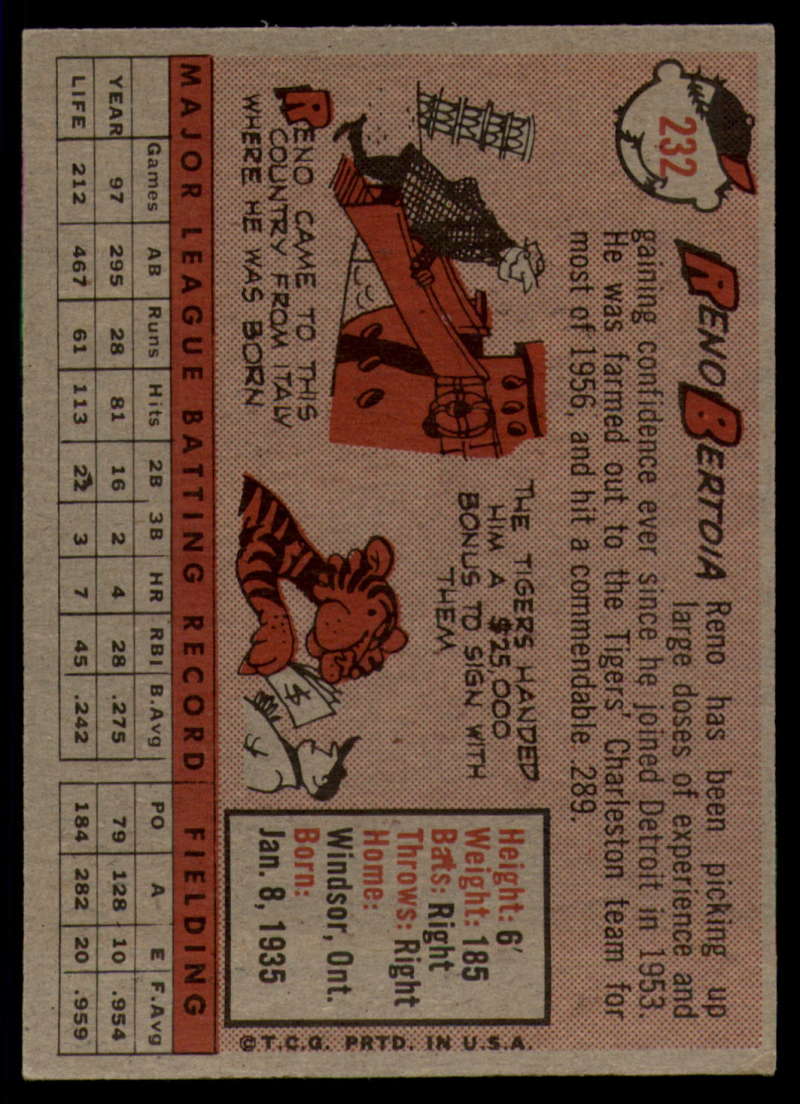 232
RENO BERTOIA Reno has been picking up
large doses of experience and
gaining confidence ever since he joined Detroit in 1953.
He was farmed out to the Tigers' Charleston team for
most of 1956, and hit a commendable .289.
RENO CAME TO THIS
COUNTRY FROM ITALY
WHERE HE WAS BORN
THE TIGERS HANDED
HIM A $25,000
BONUS TO SIGN WITH
THEM
$
Height: 6'
Weight: 185
Bats: Right
Throws: Right
Home:
Windsor, Ont.
Born:
Jan. 8, 1935
©T.C.G. PRTD. IN U.S.A.
MAJOR LEAGUE BATTING RECORD FIELDING
Games AB Runs Hits 2B 3B HR RBI B.Avg PO A E F.Avg
YEAR 97 295 28 81 16 2 4 28 .275 79 128 10 .954
LIFE 212 467 61 113 22 3 7 45 .242 184 282 20 .959